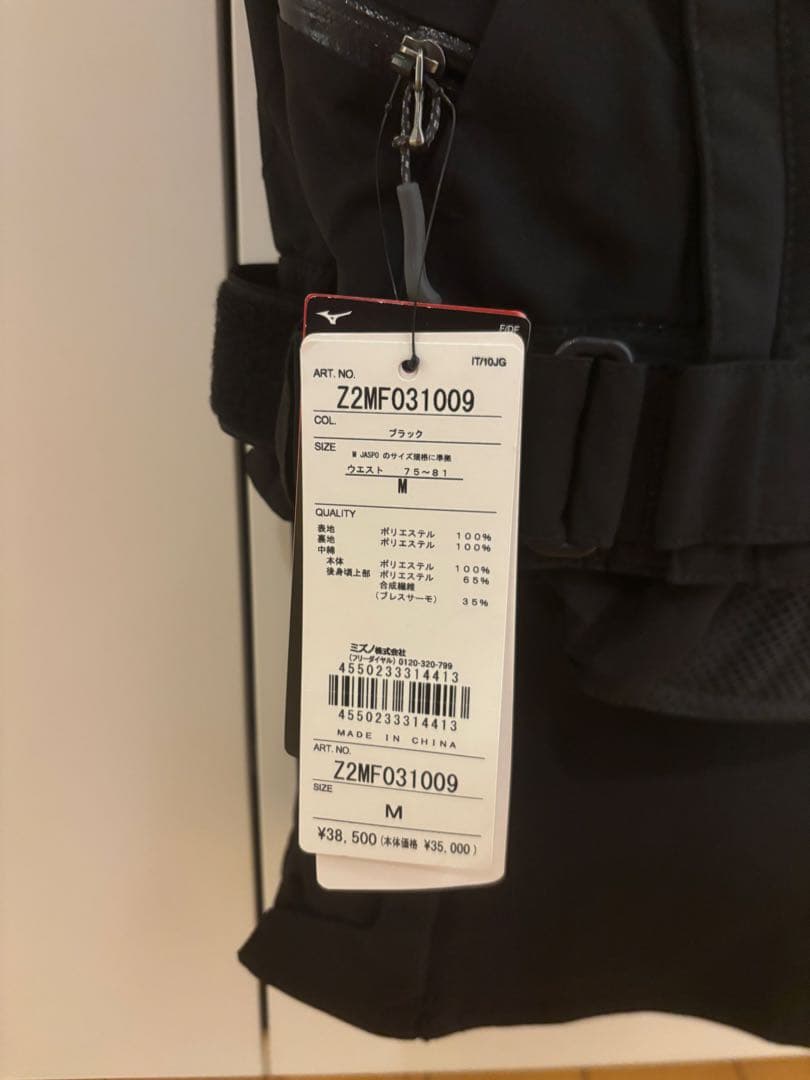 F/DF
IT/10JG
ART. NO.
Z2MF031009
COL.
ブラック
SIZE
M JASPO のサイズ規格に準拠
ウエスト 75~81
M
QUALITY
表地 ポリエステル 100%
裏地 ポリエステル 100%
中綿
本体 ポリエステル 100%
後身頃上部 ポリエステル 65%
合成繊維
(ブレスサーモ) 35%
ミズノ株式会社
(フリーダイヤル) 0120-320-799
4550233314413
4550233314413
MADE IN CHINA
ART. NO.
Z2MF031009
SIZE
M
¥38,500 (本体価格 ¥35,000)